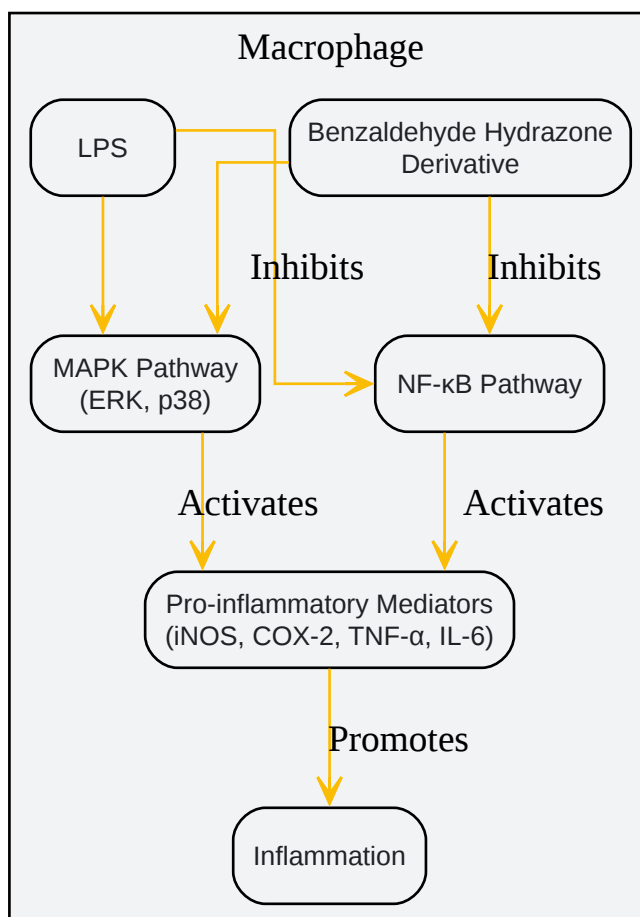 Macrophage
LPS
Benzaldehyde Hydrazone
Derivative
Inhibits
Inhibits
MAPK Pathway
(ERK, p38)
NF-κB Pathway
Activates
Activates
Pro-inflammatory Mediators
(iNOS, COX-2, TNF-α, IL-6)
Promotes
Inflammation